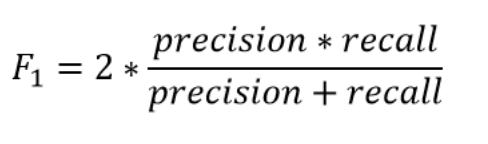 F₁ = 2 * precision * recall / precision + recall